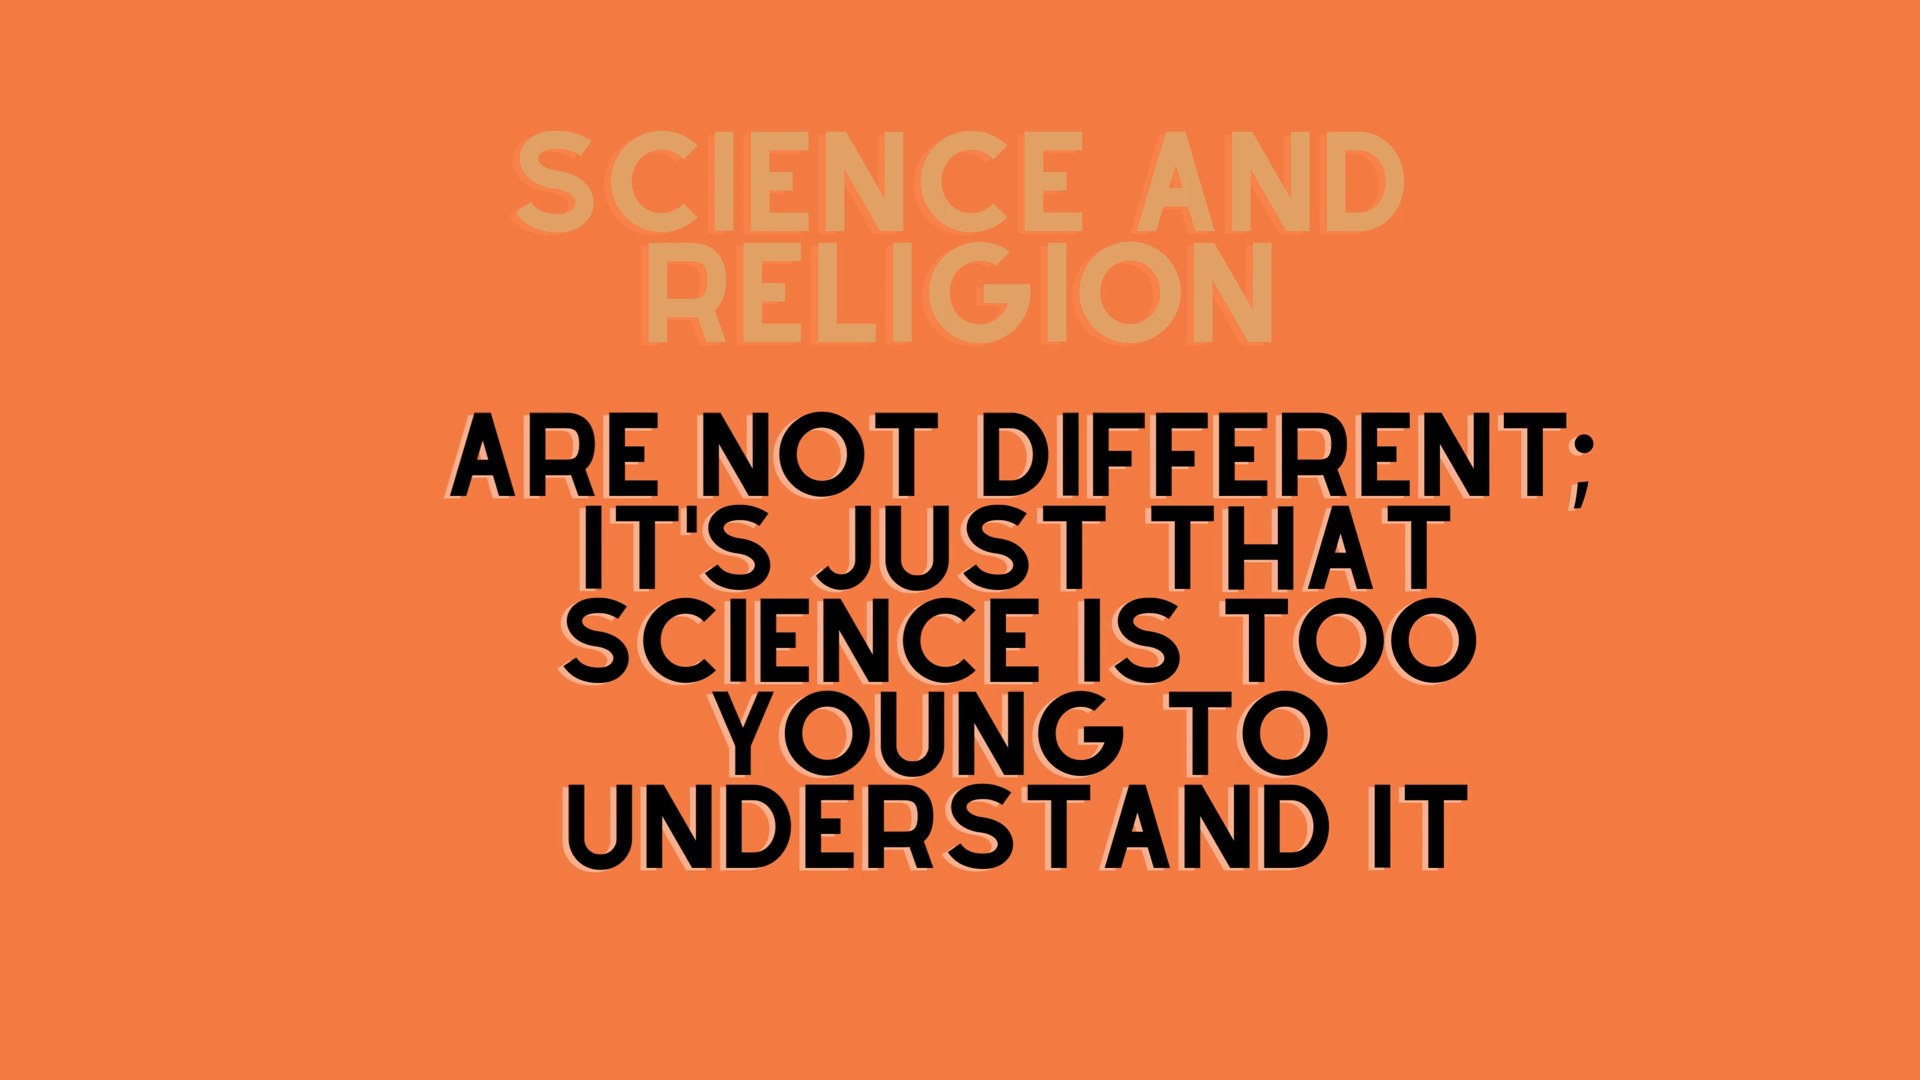 SCIENCE AND
RELIGION
ARE NOT DIFFERENT;
IT'S JUST THAT
SCIENCE IS TOO
YOUNG TO
UNDERSTAND IT